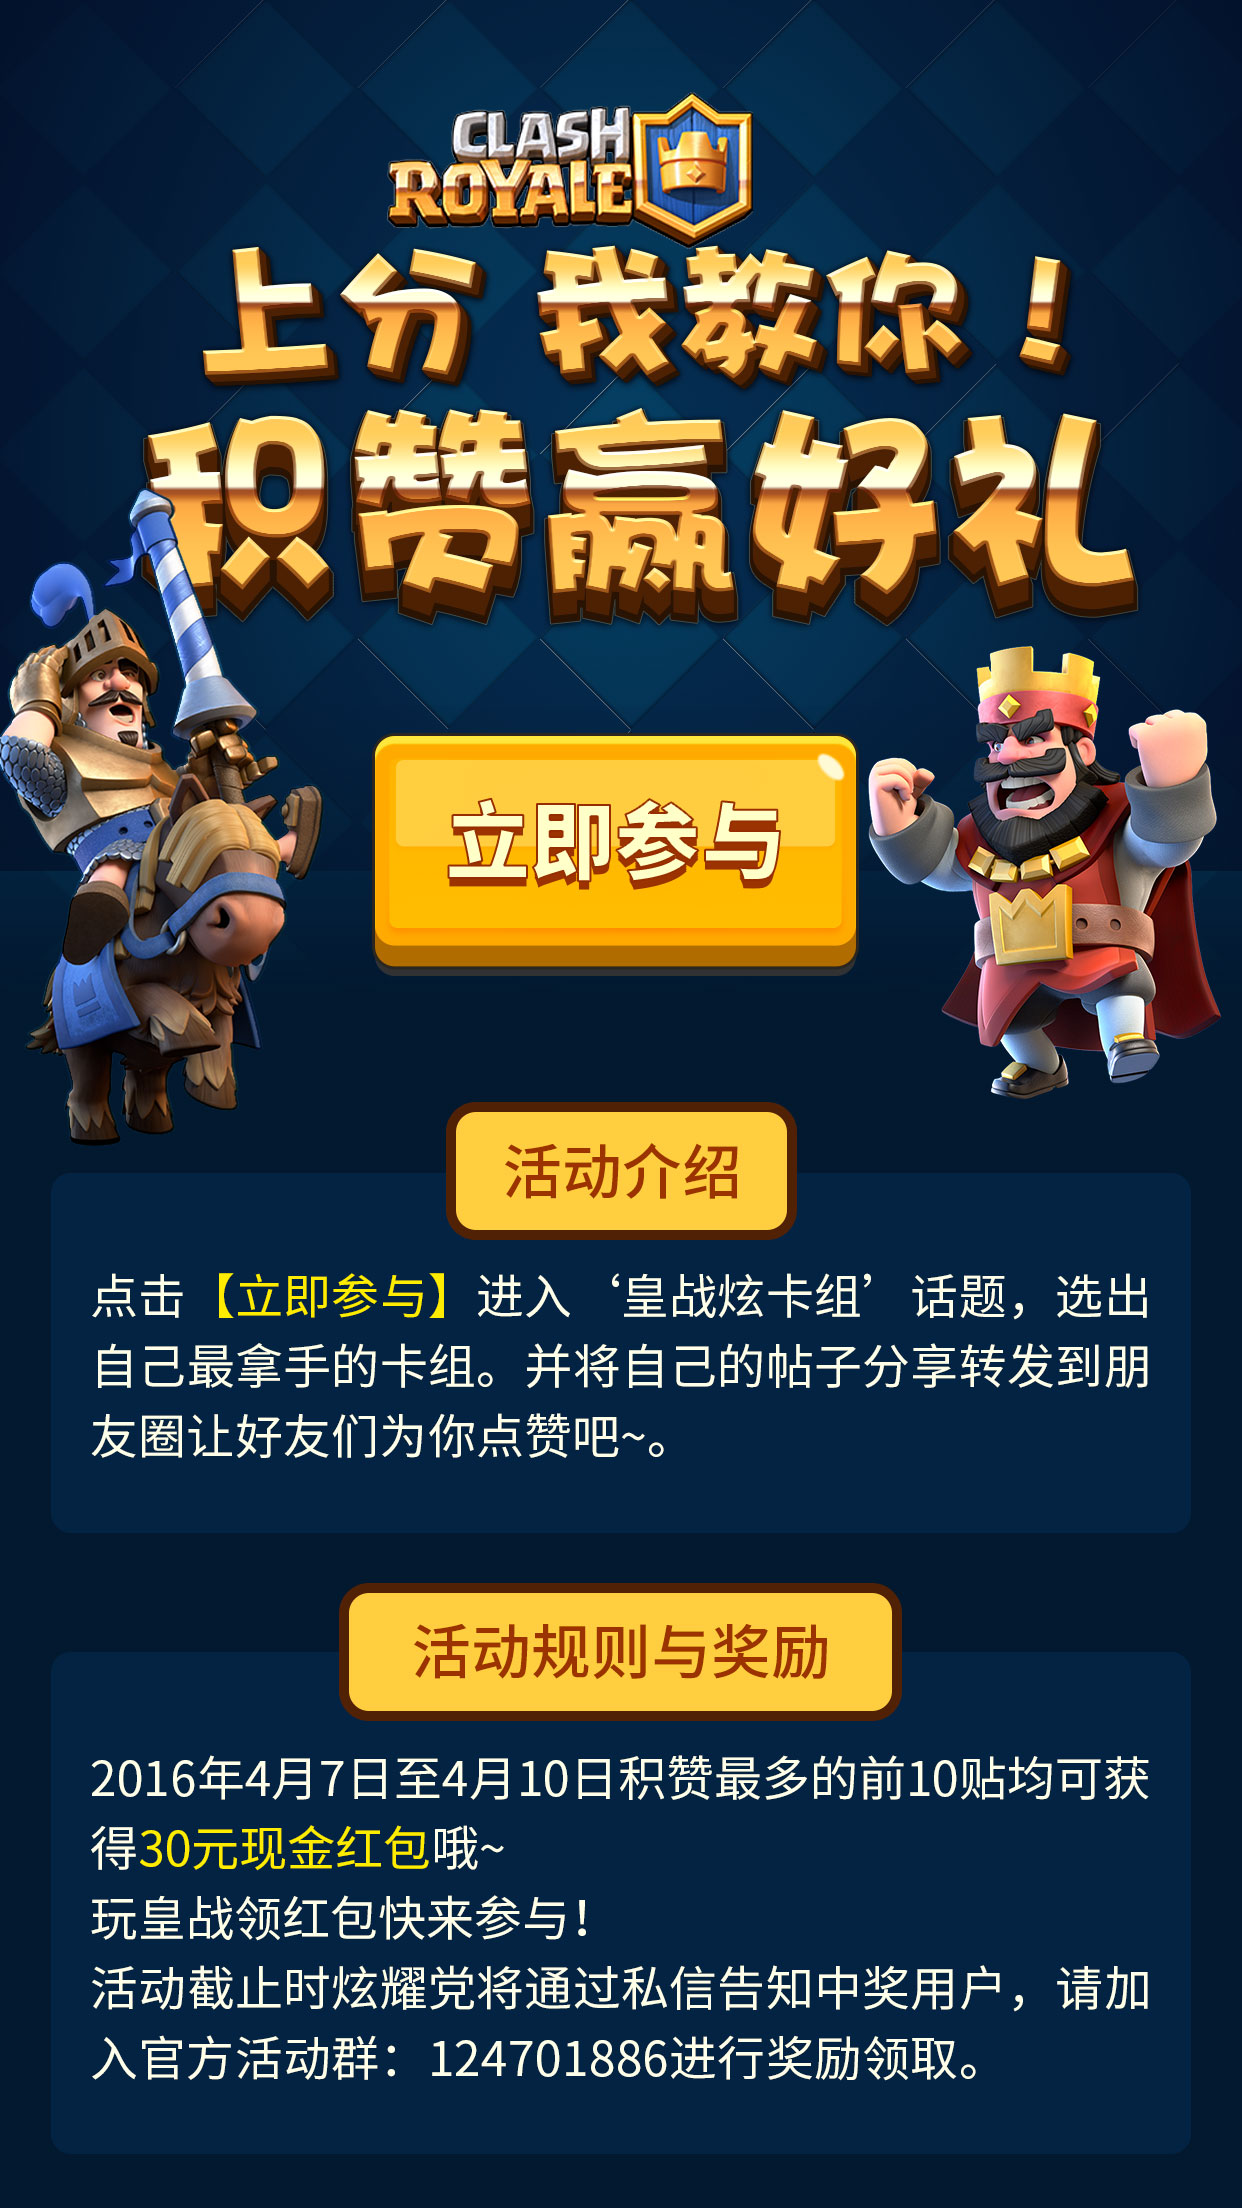 CLASH
ROYALE
上分 我教你！
积赞赢好礼
立即参与
活动介绍
点击【立即参与】进入‘皇战炫卡组’话题，选出
自己最拿手的卡组。并将自己的帖子分享转发到朋
友圈让好友们为你点赞吧~。
活动规则与奖励
2016年4月7日至4月10日积赞最多的前10贴均可获
得30元现金红包哦~
玩皇战领红包快来参与！
活动截止时炫耀党将通过私信告知中奖用户，请加
入官方活动群：124701886进行奖励领取。